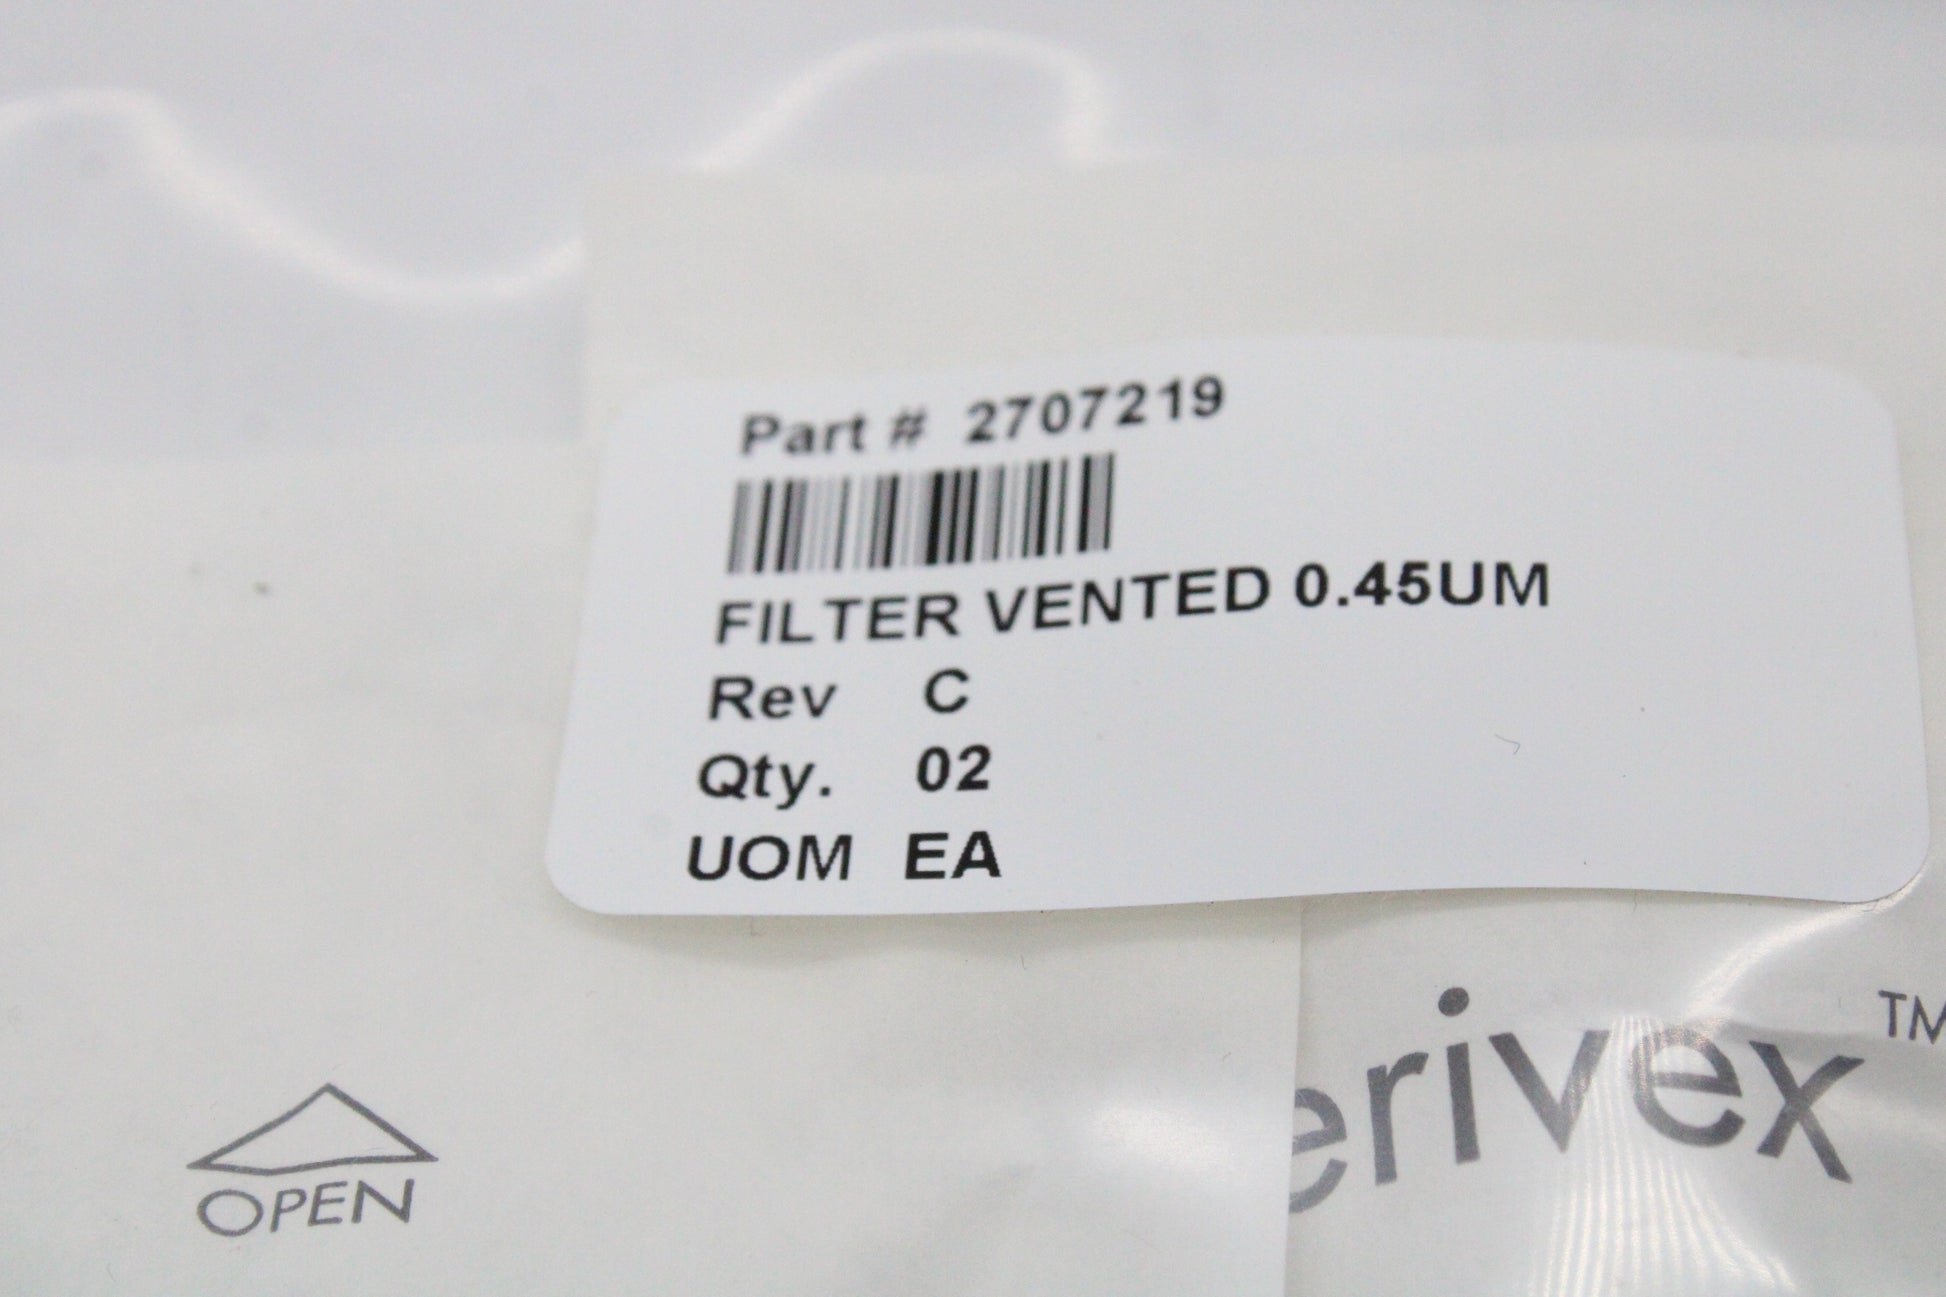 Part # 2707219
FILTER VENTED 0.45UM
Rev C
Qty. 02
UOM EA
erivex™
OPEN